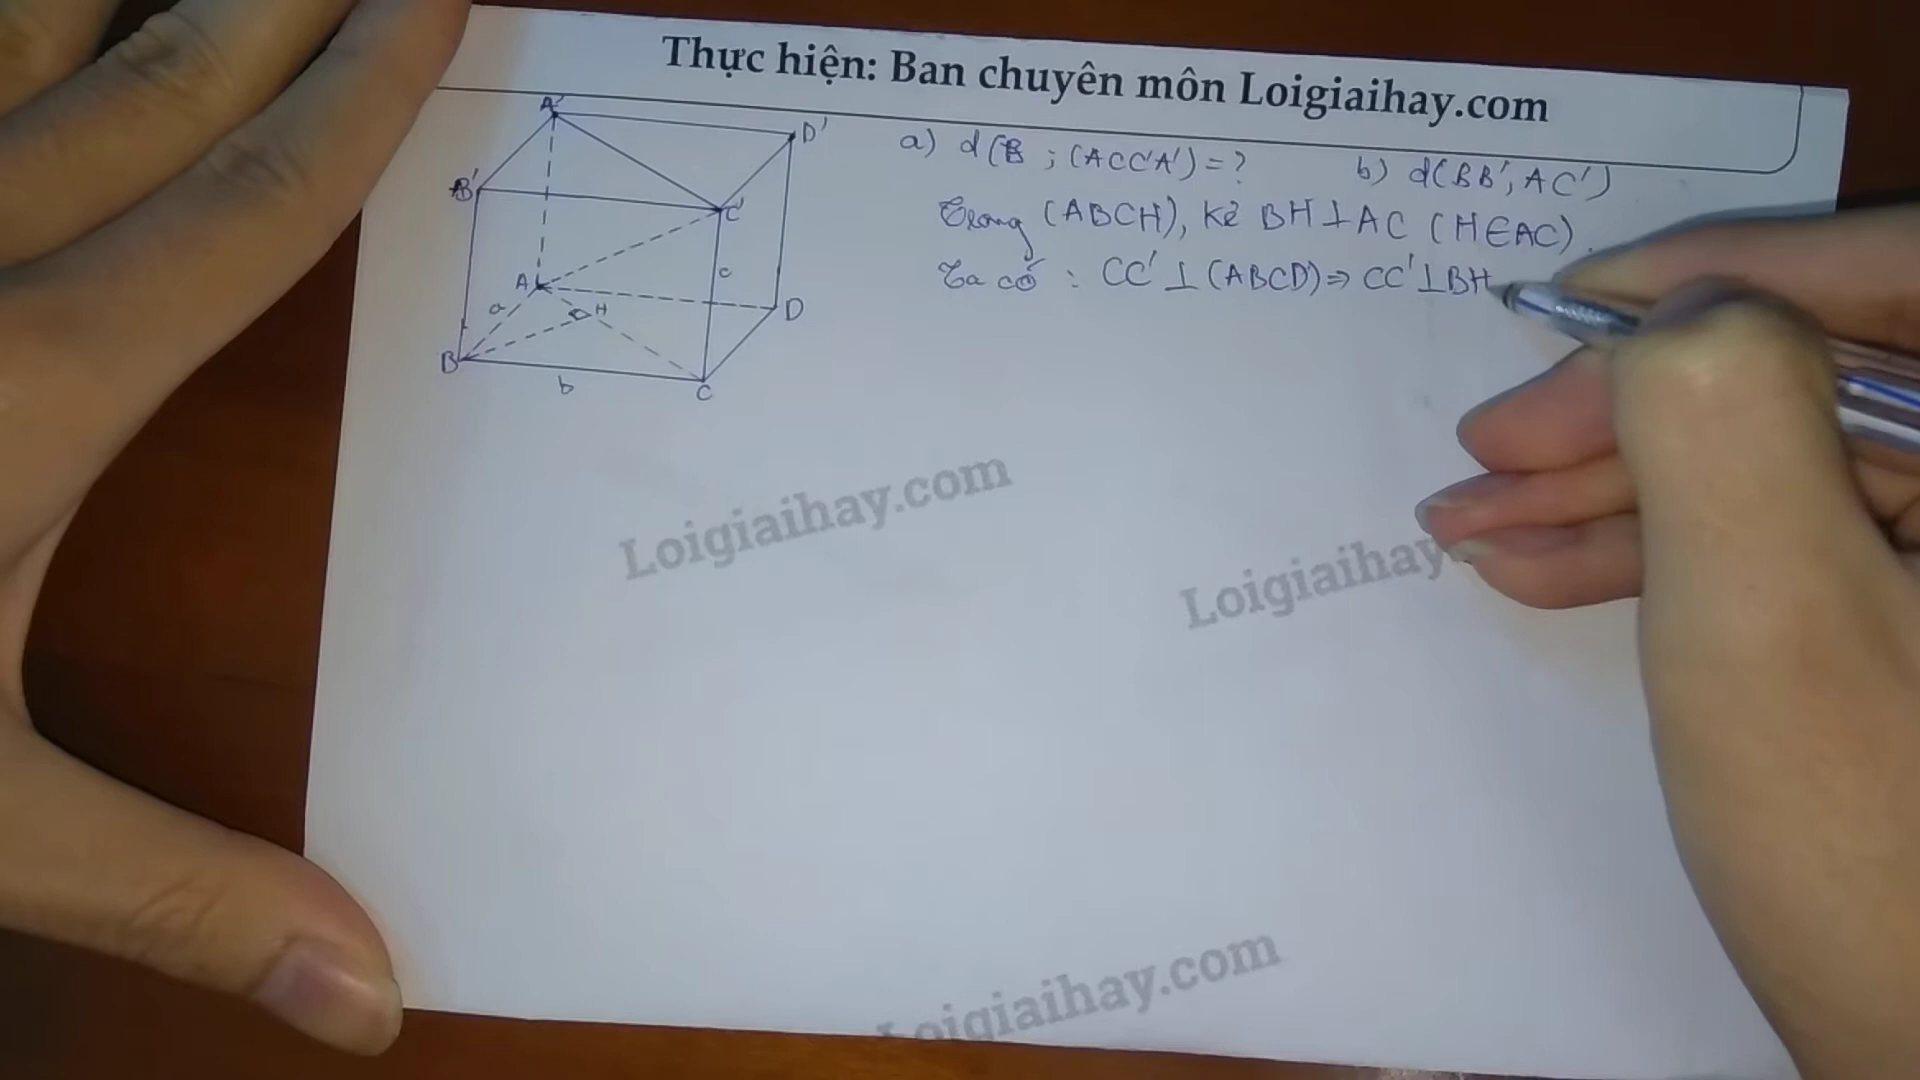 Thực hiện: Ban chuyên môn Loigiaihay.com
a) d(B ; (ACC'A') = ?
b) d(BB', AC')
Trong (ABCH), Kẻ BH ⊥ AC (H ∈ AC).
Ta có : CC' ⊥ (ABCD) ⇒ CC' ⊥ BH
A'
D'
B'
C'
c
A
a
H
D
B
b
C
Loigiaihay.com
Loigiaihay
Loigiaihay.com